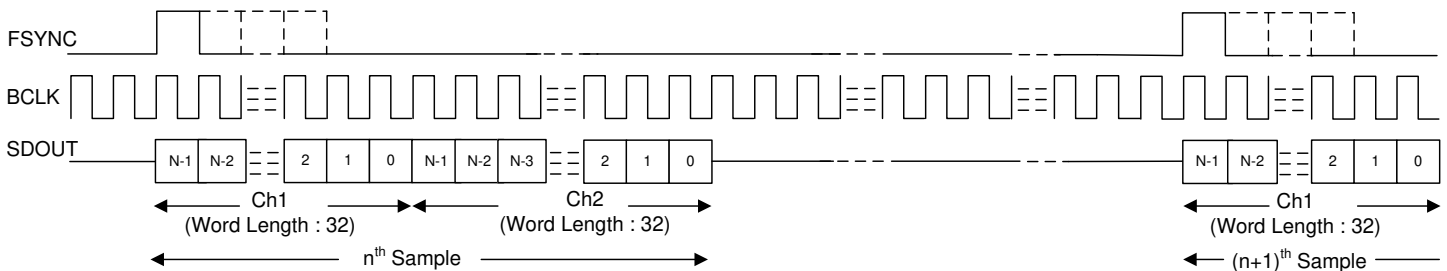 FSYNC
BCLK
SDOUT N-1 N-2 2 1 0 N-1 N-2 N-3 2 1 0 N-1 N-2 2 1 0
Ch1 Ch2 Ch1
(Word Length : 32) (Word Length : 32) (Word Length : 32)
nth Sample (n+1)th Sample